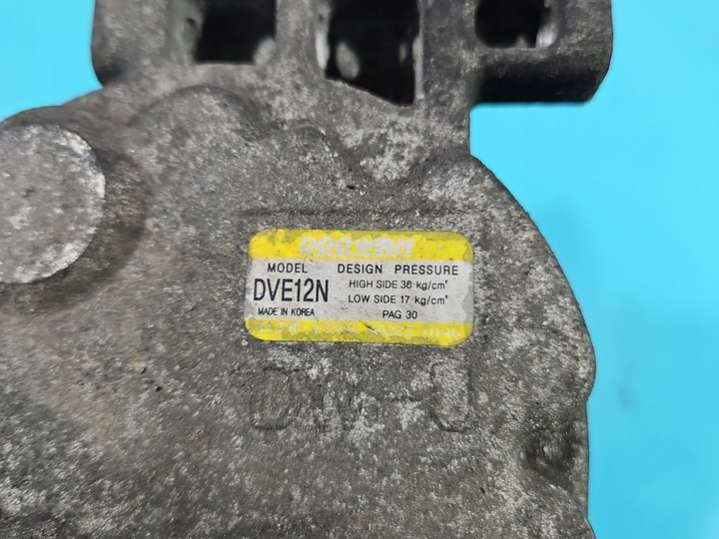 MODEL DESIGN PRESSURE
DVE12N HIGH SIDE 38 kg/cm²
LOW SIDE 17 kg/cm²
MADE IN KOREA PAG 30